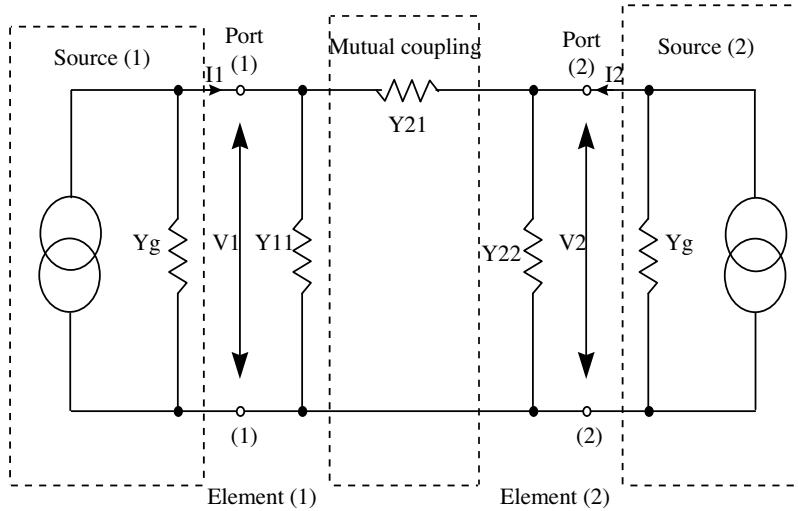 Port
(1)
Mutual coupling
Port
(2)
Source (1)
Source (2)
I1
I2
Y21
Yg
V1
Y11
Y22
V2
Yg
(1)
(2)
Element (1)
Element (2)